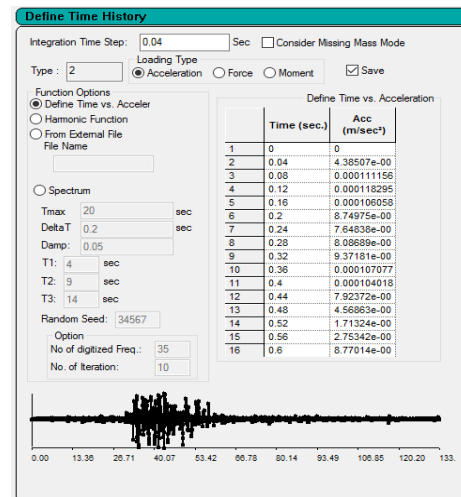 Define Time History
Integration Time Step: 0.04 Sec Consider Missing Mass Mode
Type : 2 Loading Type Acceleration Force Moment Save
Function Options
Define Time vs. Acceler
Harmonic Function
From External File
File Name
Spectrum
Tmax 20 sec
Delta T 0.2 sec
Damp: 0.05
T1: 4 sec
T2: 9 sec
T3: 14 sec
Random Seed: 34567
Option
No of digitized Freq.: 35
No. of Iteration: 10
Define Time vs. Acceleration
Time (sec.) Acc (m/sec²)
1 0 0
2 0.04 4.38507e-00
3 0.08 0.000111156
4 0.12 0.000118295
5 0.16 0.000106058
6 0.2 8.74975e-00
7 0.24 7.64838e-00
8 0.28 8.08689e-00
9 0.32 9.37181e-00
10 0.36 0.000107077
11 0.4 0.000104018
12 0.44 7.92372e-00
13 0.48 4.56863e-00
14 0.52 1.71324e-00
15 0.56 2.75342e-00
16 0.6 8.77014e-00
0.00 13.36 26.71 40.07 53.42 66.78 80.14 93.49 106.85 120.20 133.